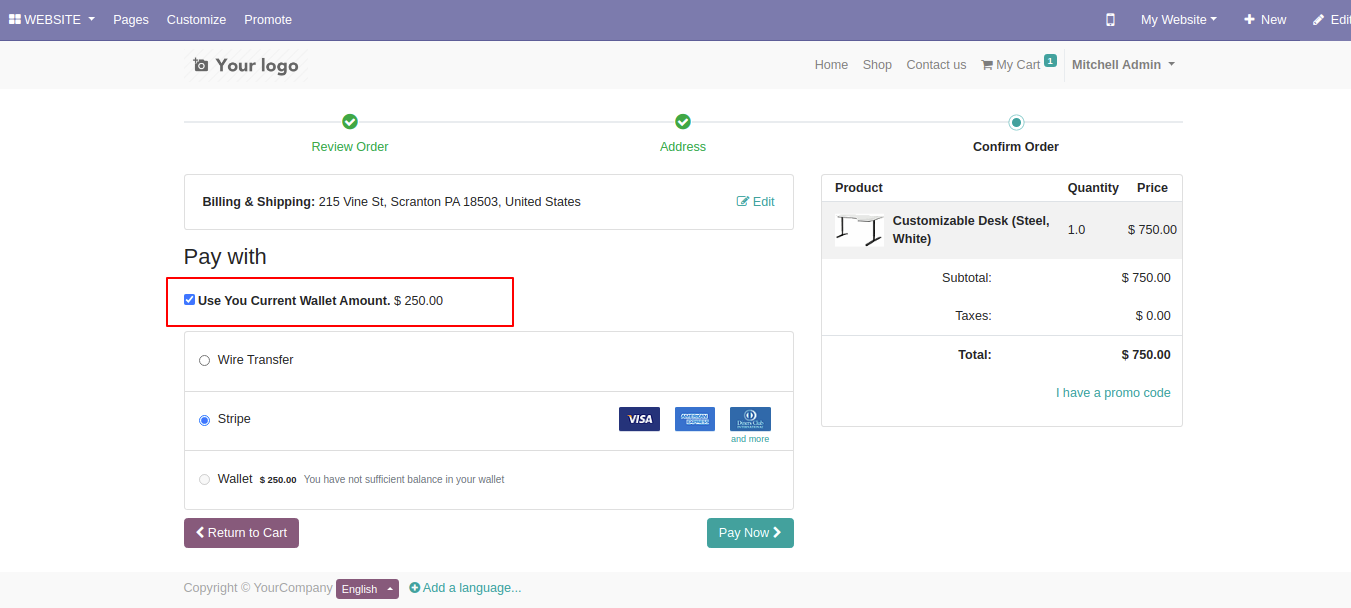 WEBSITE Pages Customize Promote My Website New Edit
Your logo Home Shop Contact us My Cart 1 Mitchell Admin
Review Order Address Confirm Order
Billing & Shipping: 215 Vine St, Scranton PA 18503, United States Edit
Pay with
Use You Current Wallet Amount. $ 250.00
Wire Transfer
Stripe VISA AMERICAN EXPRESS Diners Club INTERNATIONAL
and more
Wallet $ 250.00 You have not sufficient balance in your wallet
Return to Cart Pay Now
Product Quantity Price
Customizable Desk (Steel,
White) 1.0 $ 750.00
Subtotal: $ 750.00
Taxes: $ 0.00
Total: $ 750.00
I have a promo code
Copyright © YourCompany English Add a language...